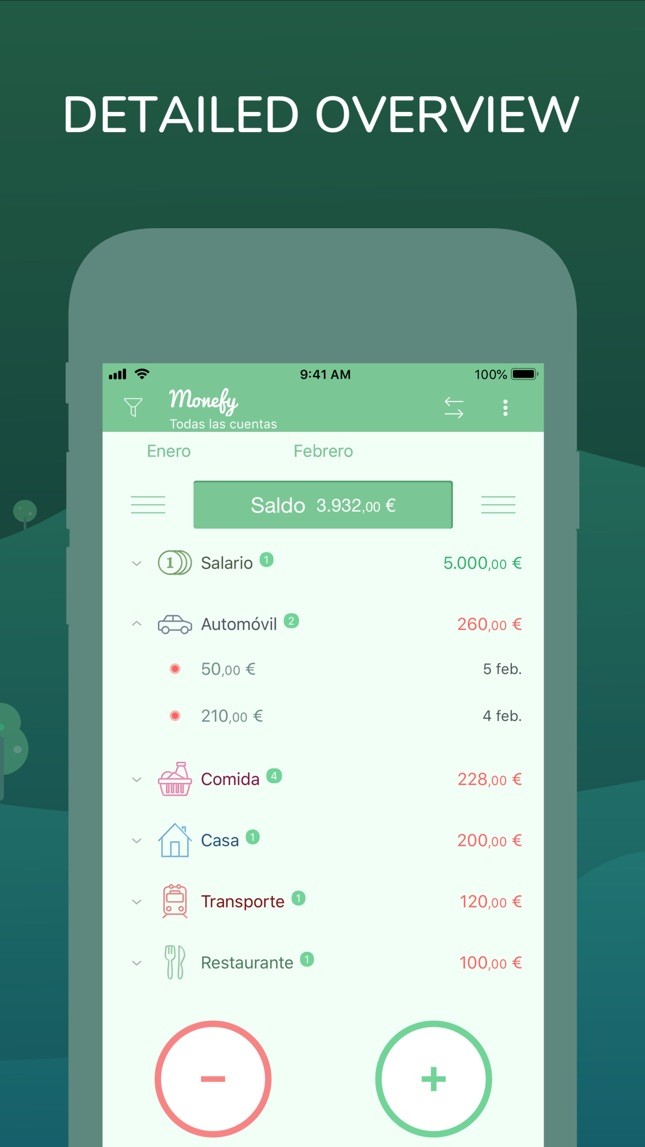 DETAILED OVERVIEW
9:41 AM 100%
Monefy
Todas las cuentas
Enero Febrero
Saldo 3.932,00 €
1 Salario 1 5.000,00 €
Automóvil 2 260,00 €
50,00 € 5 feb.
210,00 € 4 feb.
Comida 4 228,00 €
Casa 1 200,00 €
Transporte 1 120,00 €
Restaurante 1 100,00 €
− +